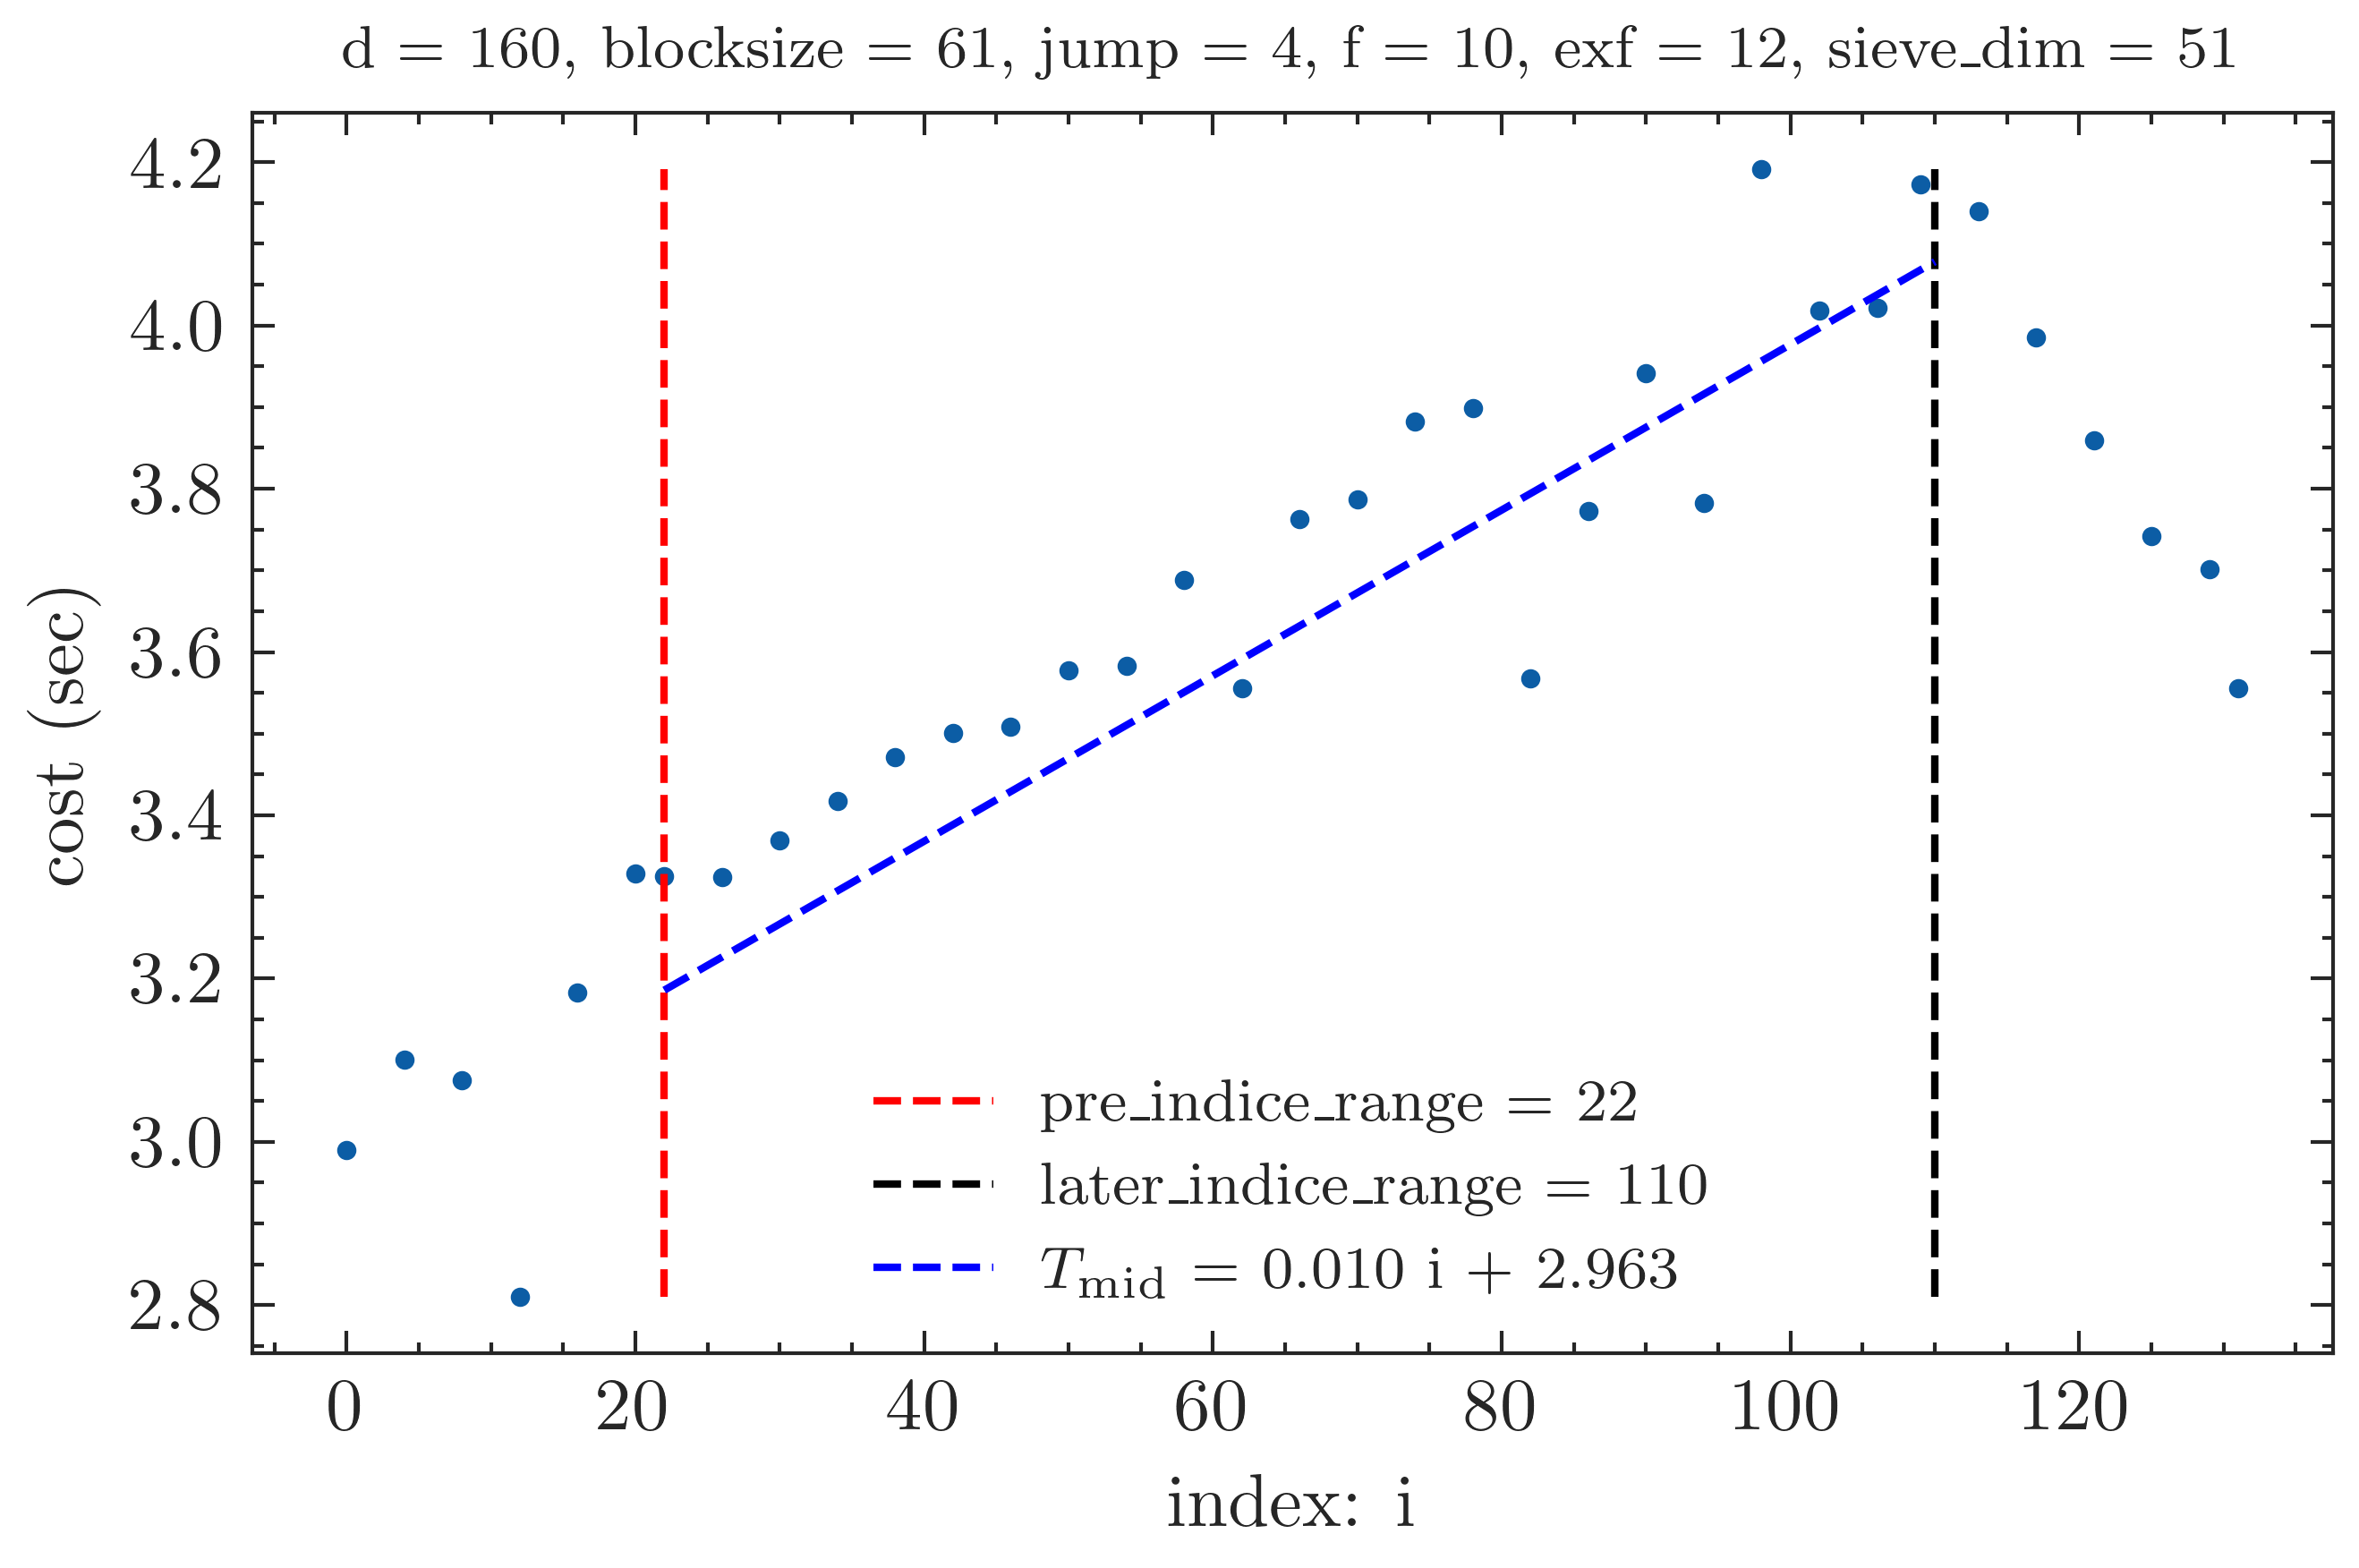 d = 160, blocksize = 61, jump = 4, f = 10, exf = 12, sieve_dim = 51
4.2
4.0
3.8
3.6
3.4
3.2
3.0
2.8
cost (sec)
pre_indice_range = 22
later_indice_range = 110
T_mid = 0.010 i + 2.963
0 20 40 60 80 100 120
index: i